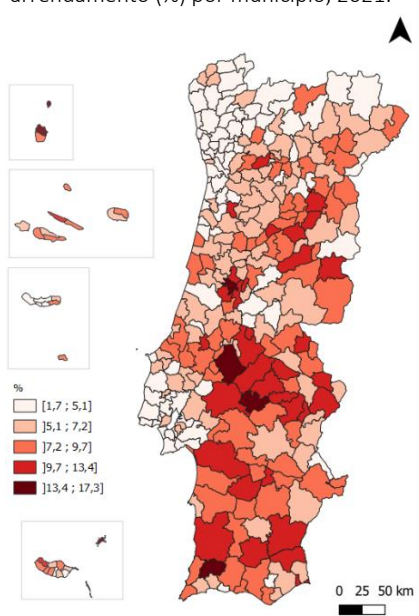 arrendamento (%) por município, 2021.
%
[1,7 ; 5,1]
]5,1 ; 7,2]
]7,2 ; 9,7]
]9,7 ; 13,4]
]13,4 ; 17,3]
0 25 50 km